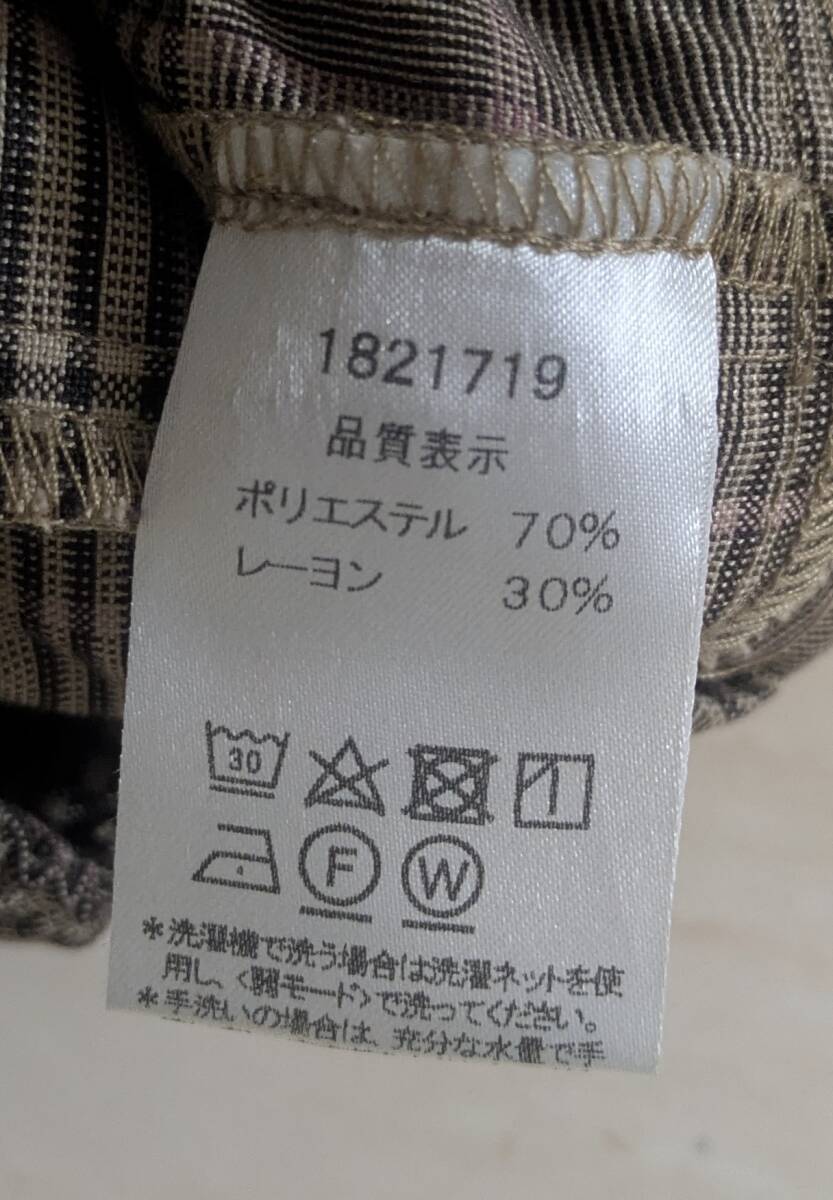 1821719
品質表示
ポリエステル 70%
レーヨン 30%
30
F W
*洗濯機で洗う場合は洗濯ネットを使
用し、モード>で洗ってください。
*手洗いの場合は、充分な水量で手